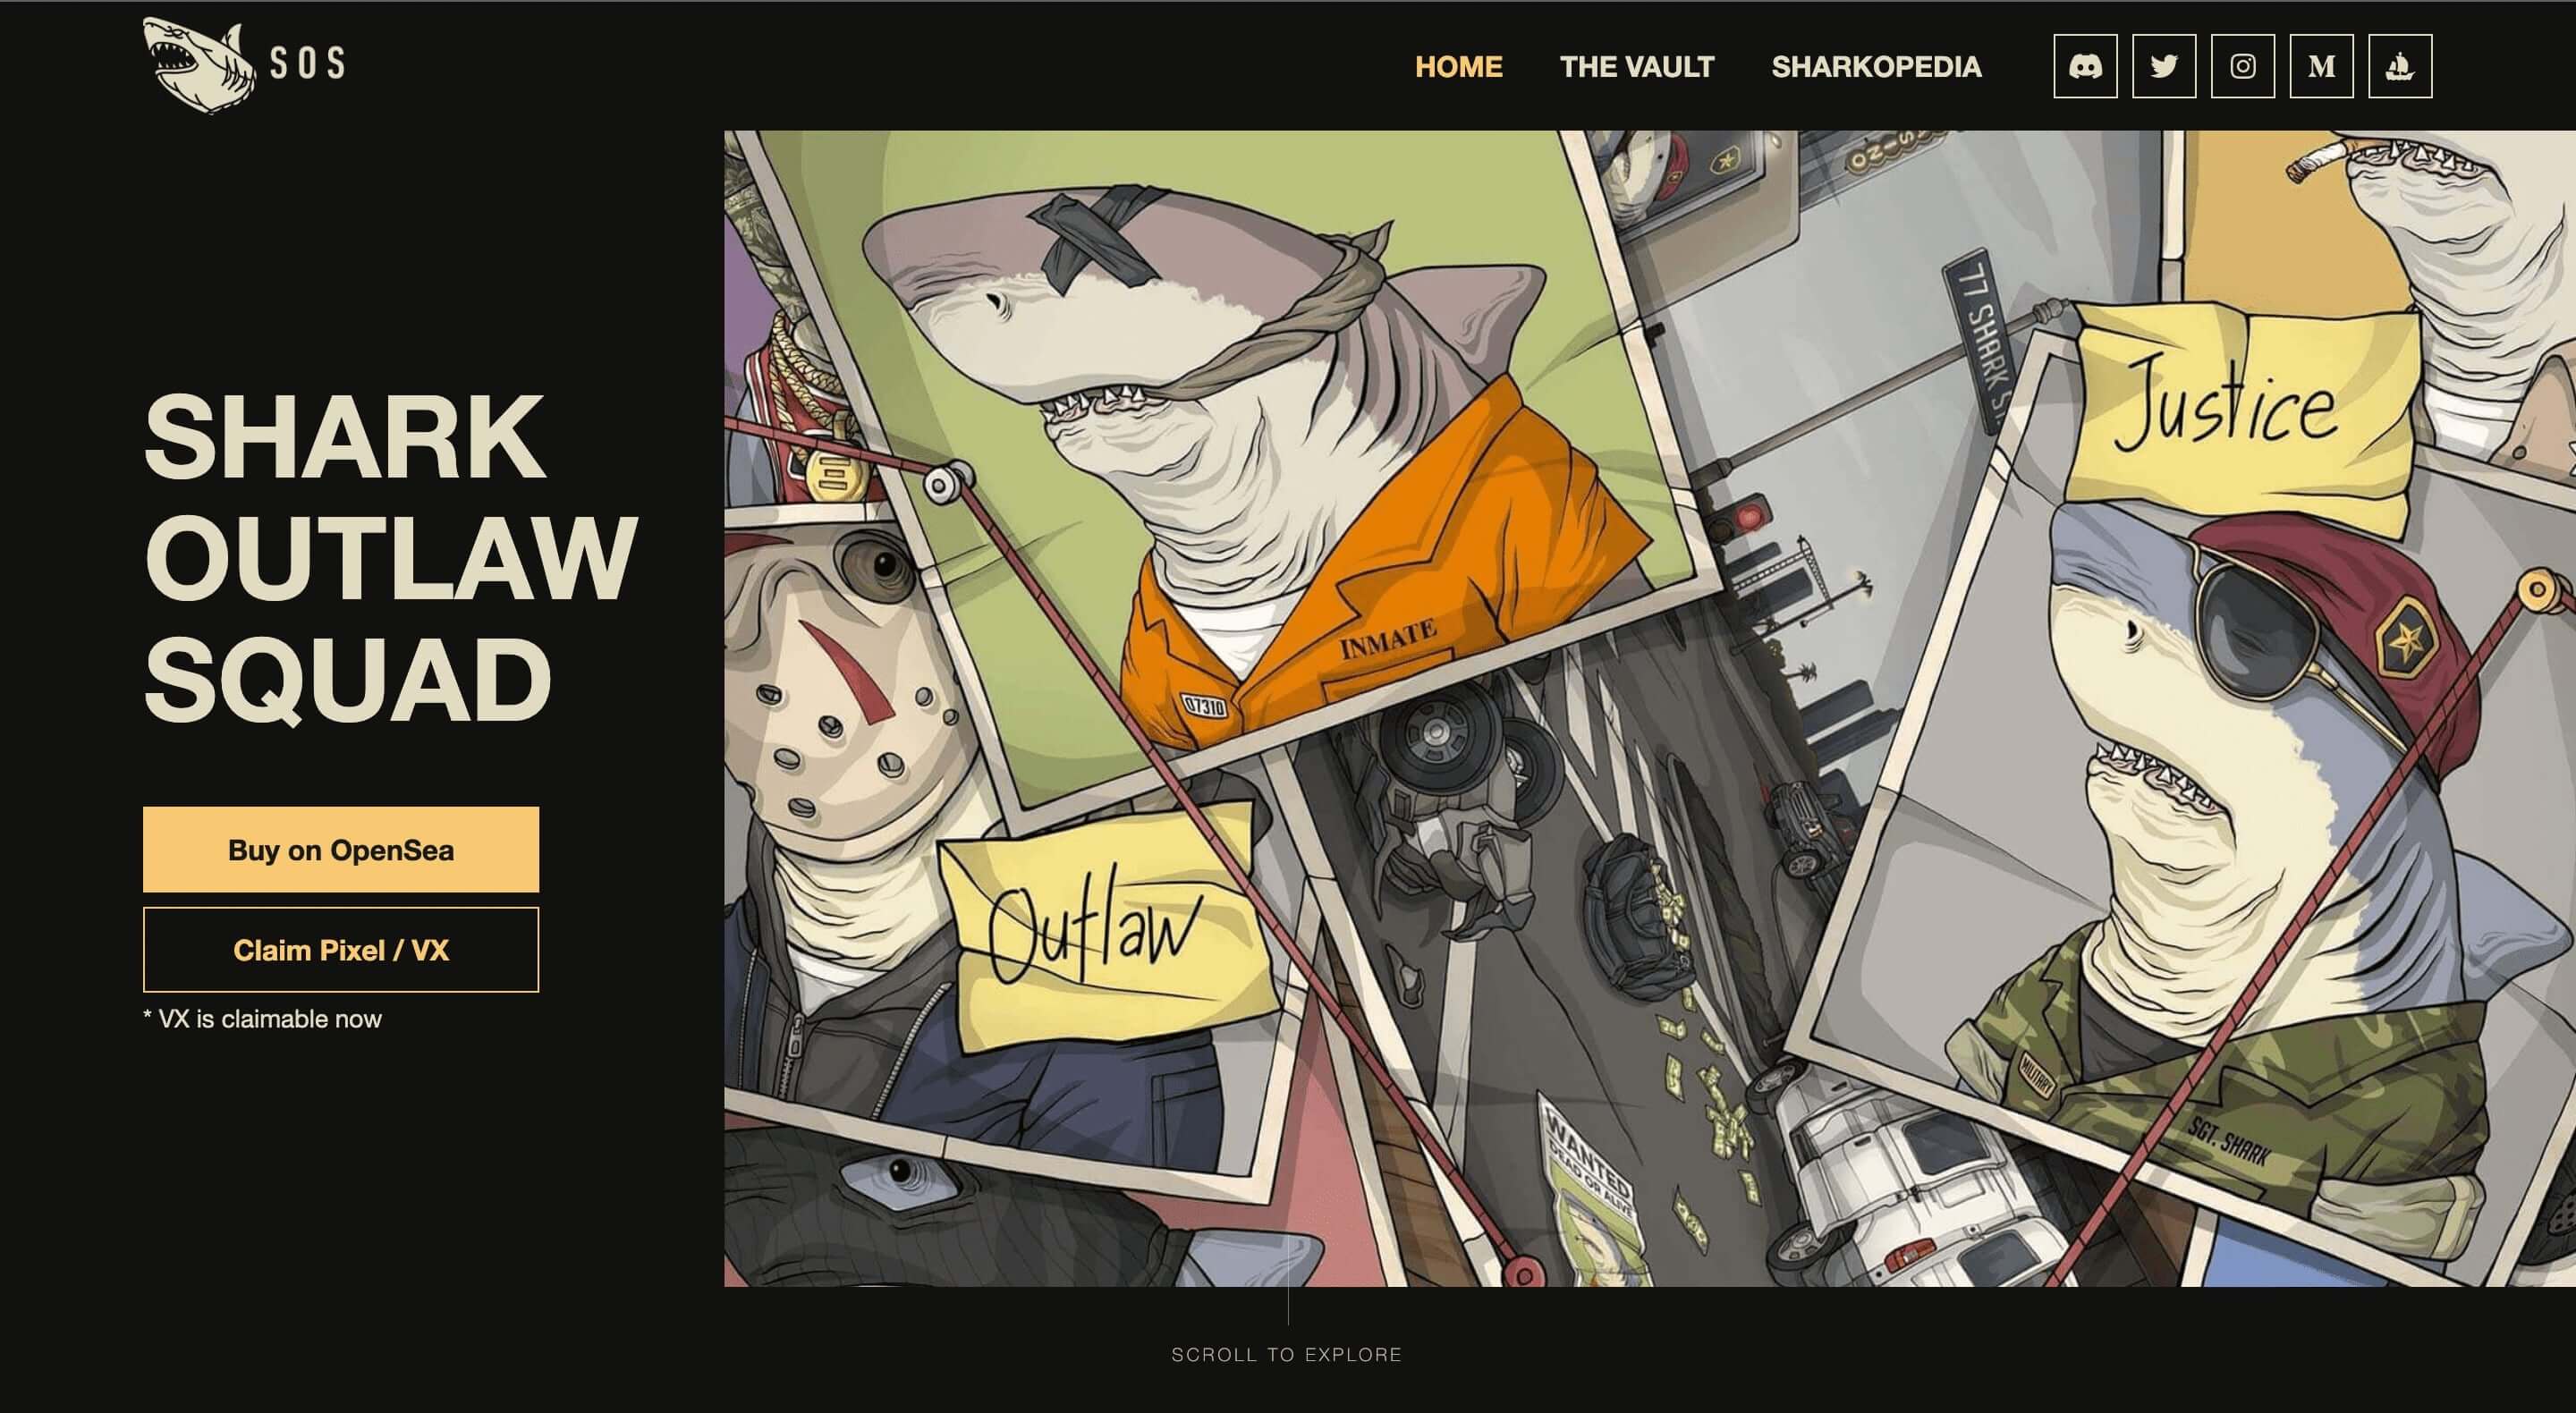 SOS
HOME THE VAULT SHARKOPEDIA
M
SHARK
OUTLAW
SQUAD
Buy on OpenSea
Claim Pixel / VX
* VX is claimable now
77 SHARK
Justice
INMATE
07310
Outlaw
MILITARY
SGT. SHARK
WANTED
DEAD OR ALIVE
SCROLL TO EXPLORE